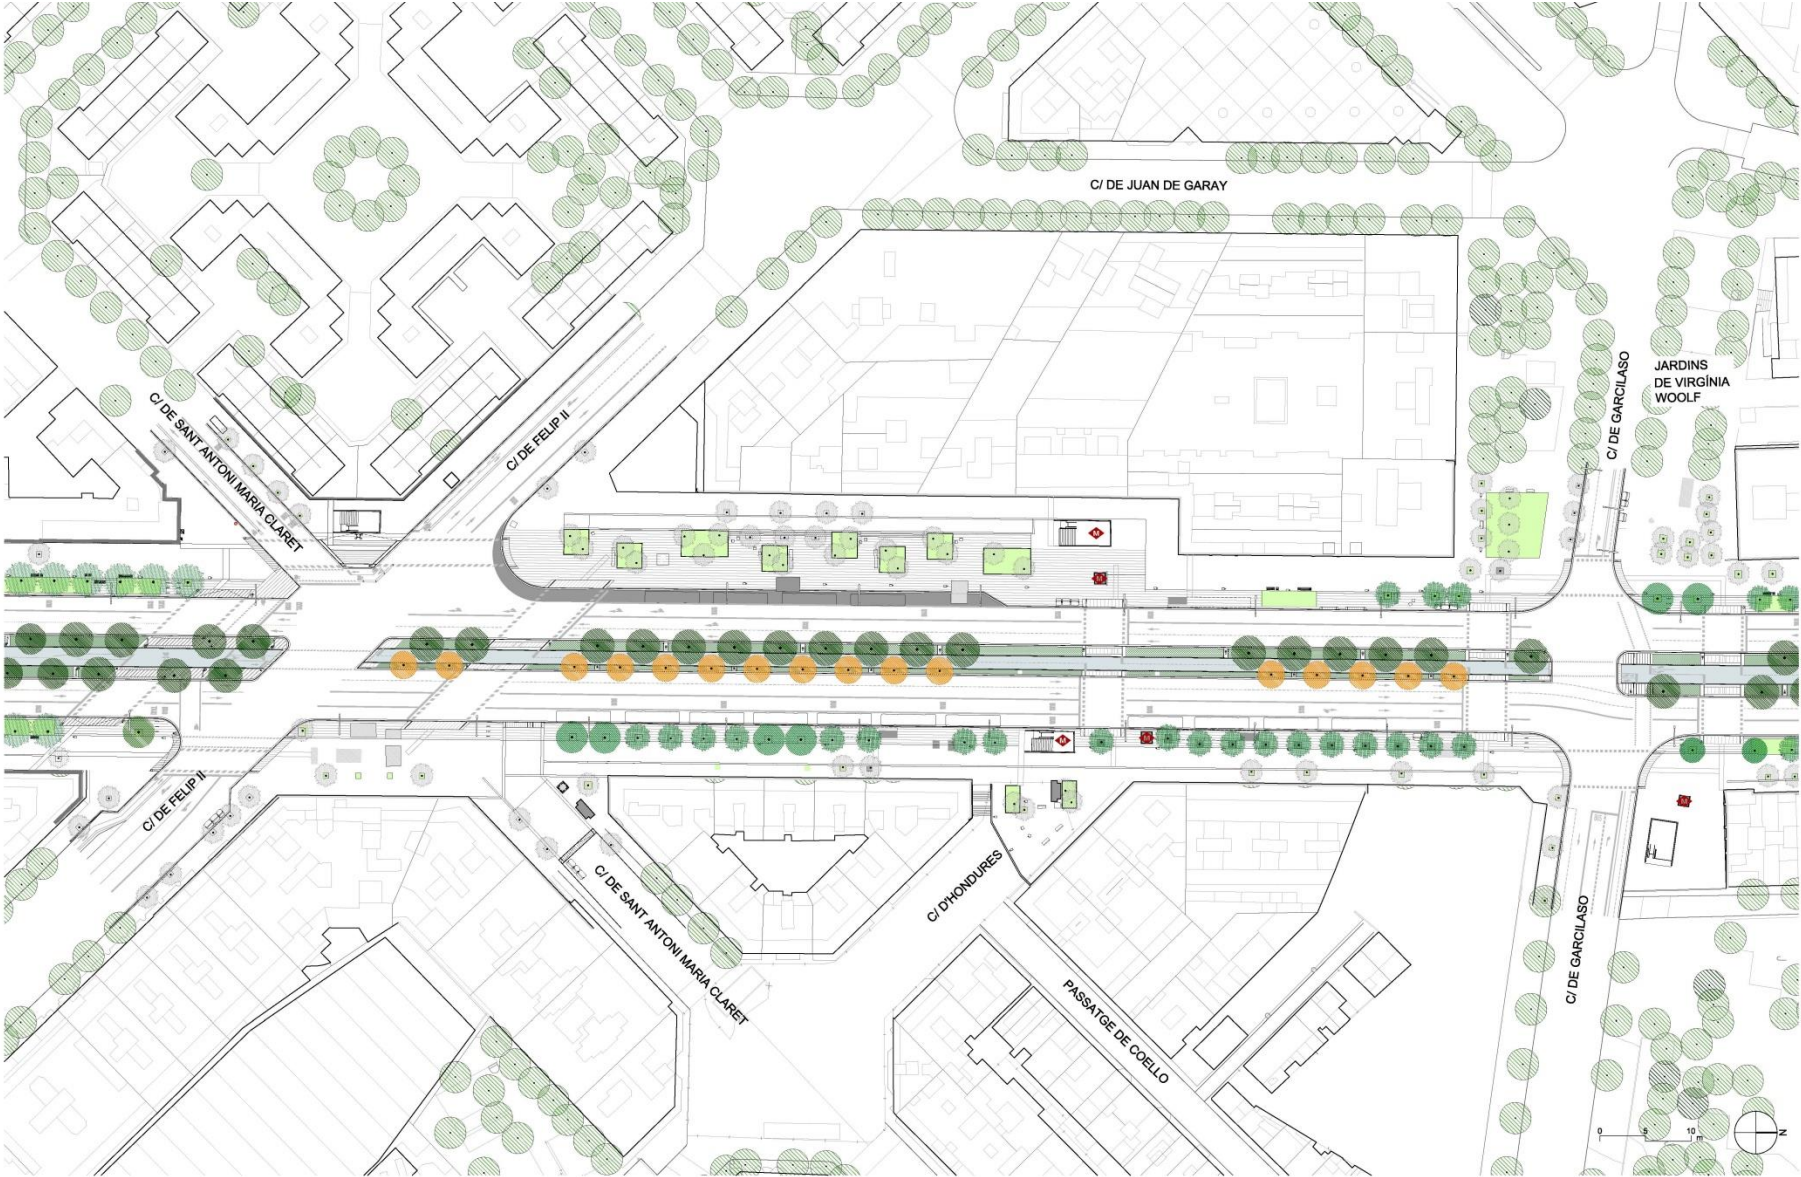 C/ DE JUAN DE GARAY
C/ DE SANT ANTONI MARIA CLARET
C/ DE FELIP II
C/ DE GARCILASO
JARDINS
DE VIRGÍNIA
WOOLF
M
M
M
M
C/ DE FELIP II
M
C/ DE SANT ANTONI MARIA CLARET
C/ D'HONDURES
PASSATGE DE COELLO
C/ DE GARCILASO
0 5 10 m
N